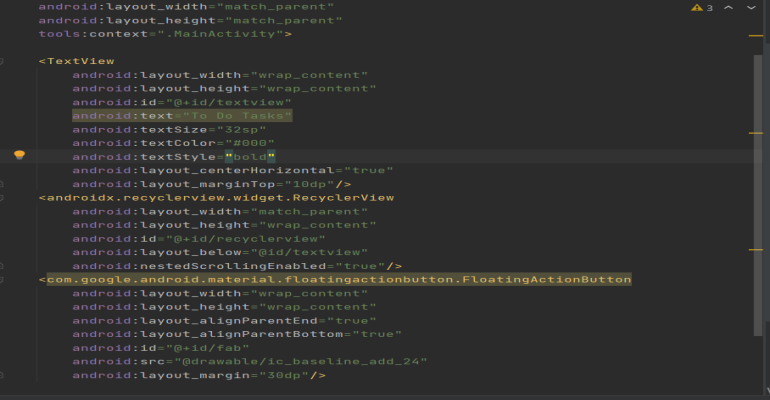 android:layout_width="match_parent"
android:layout_height="match_parent"
tools:context=".MainActivity">
3
<TextView
android:layout_width="wrap_content"
android:layout_height="wrap_content"
android:id="@+id/textview"
android:text="To Do Tasks"
android:textSize="32sp"
android:textColor="#000"
android:textStyle="bold"
android:layout_centerHorizontal="true"
android:layout_marginTop="10dp"/>
<androidx.recyclerview.widget.RecyclerView
android:layout_width="match_parent"
android:layout_height="wrap_content"
android:id="@+id/recyclerview"
android:layout_below="@id/textview"
android:nestedScrollingEnabled="true"/>
<com.google.android.material.floatingactionbutton.FloatingActionButton
android:layout_width="wrap_content"
android:layout_height="wrap_content"
android:layout_alignParentEnd="true"
android:layout_alignParentBottom="true"
android:id="@+id/fab"
android:src="@drawable/ic_baseline_add_24"
android:layout_margin="30dp"/>